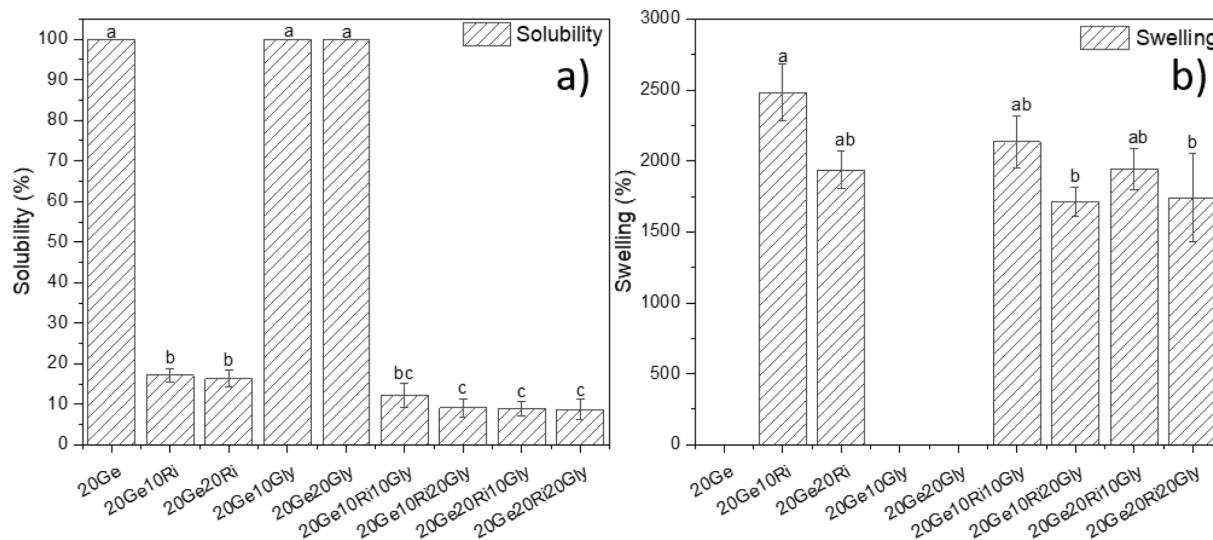 Solubility
a)
a
b
b
a
a
bc
c
c
c
100
90
80
70
60
50
40
30
20
10
0
Solubility (%)
20Ge
20Ge10Ri
20Ge20Ri
20Ge10Gly
20Ge20Gly
20Ge10Ri10Gly
20Ge10Ri20Gly
20Ge20Ri10Gly
20Ge20Ri20Gly
Swelling
b)
a
ab
ab
b
ab
b
3000
2500
2000
1500
1000
500
0
Swelling (%)
20Ge
20Ge10Ri
20Ge20Ri
20Ge10Gly
20Ge20Gly
20Ge10Ri10Gly
20Ge10Ri20Gly
20Ge20Ri10Gly
20Ge20Ri20Gly